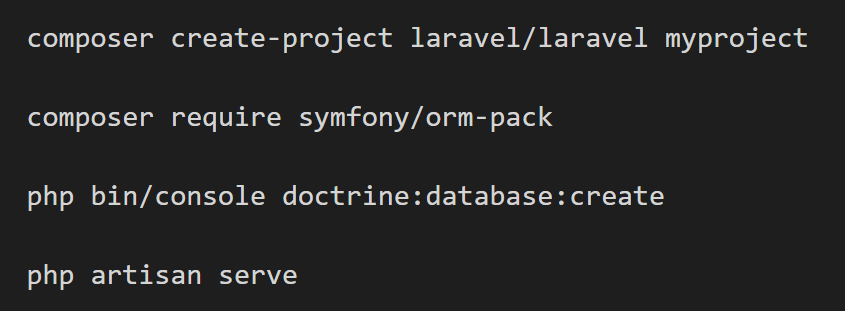 composer create-project laravel/laravel myproject
composer require symfony/orm-pack
php bin/console doctrine:database:create
php artisan serve